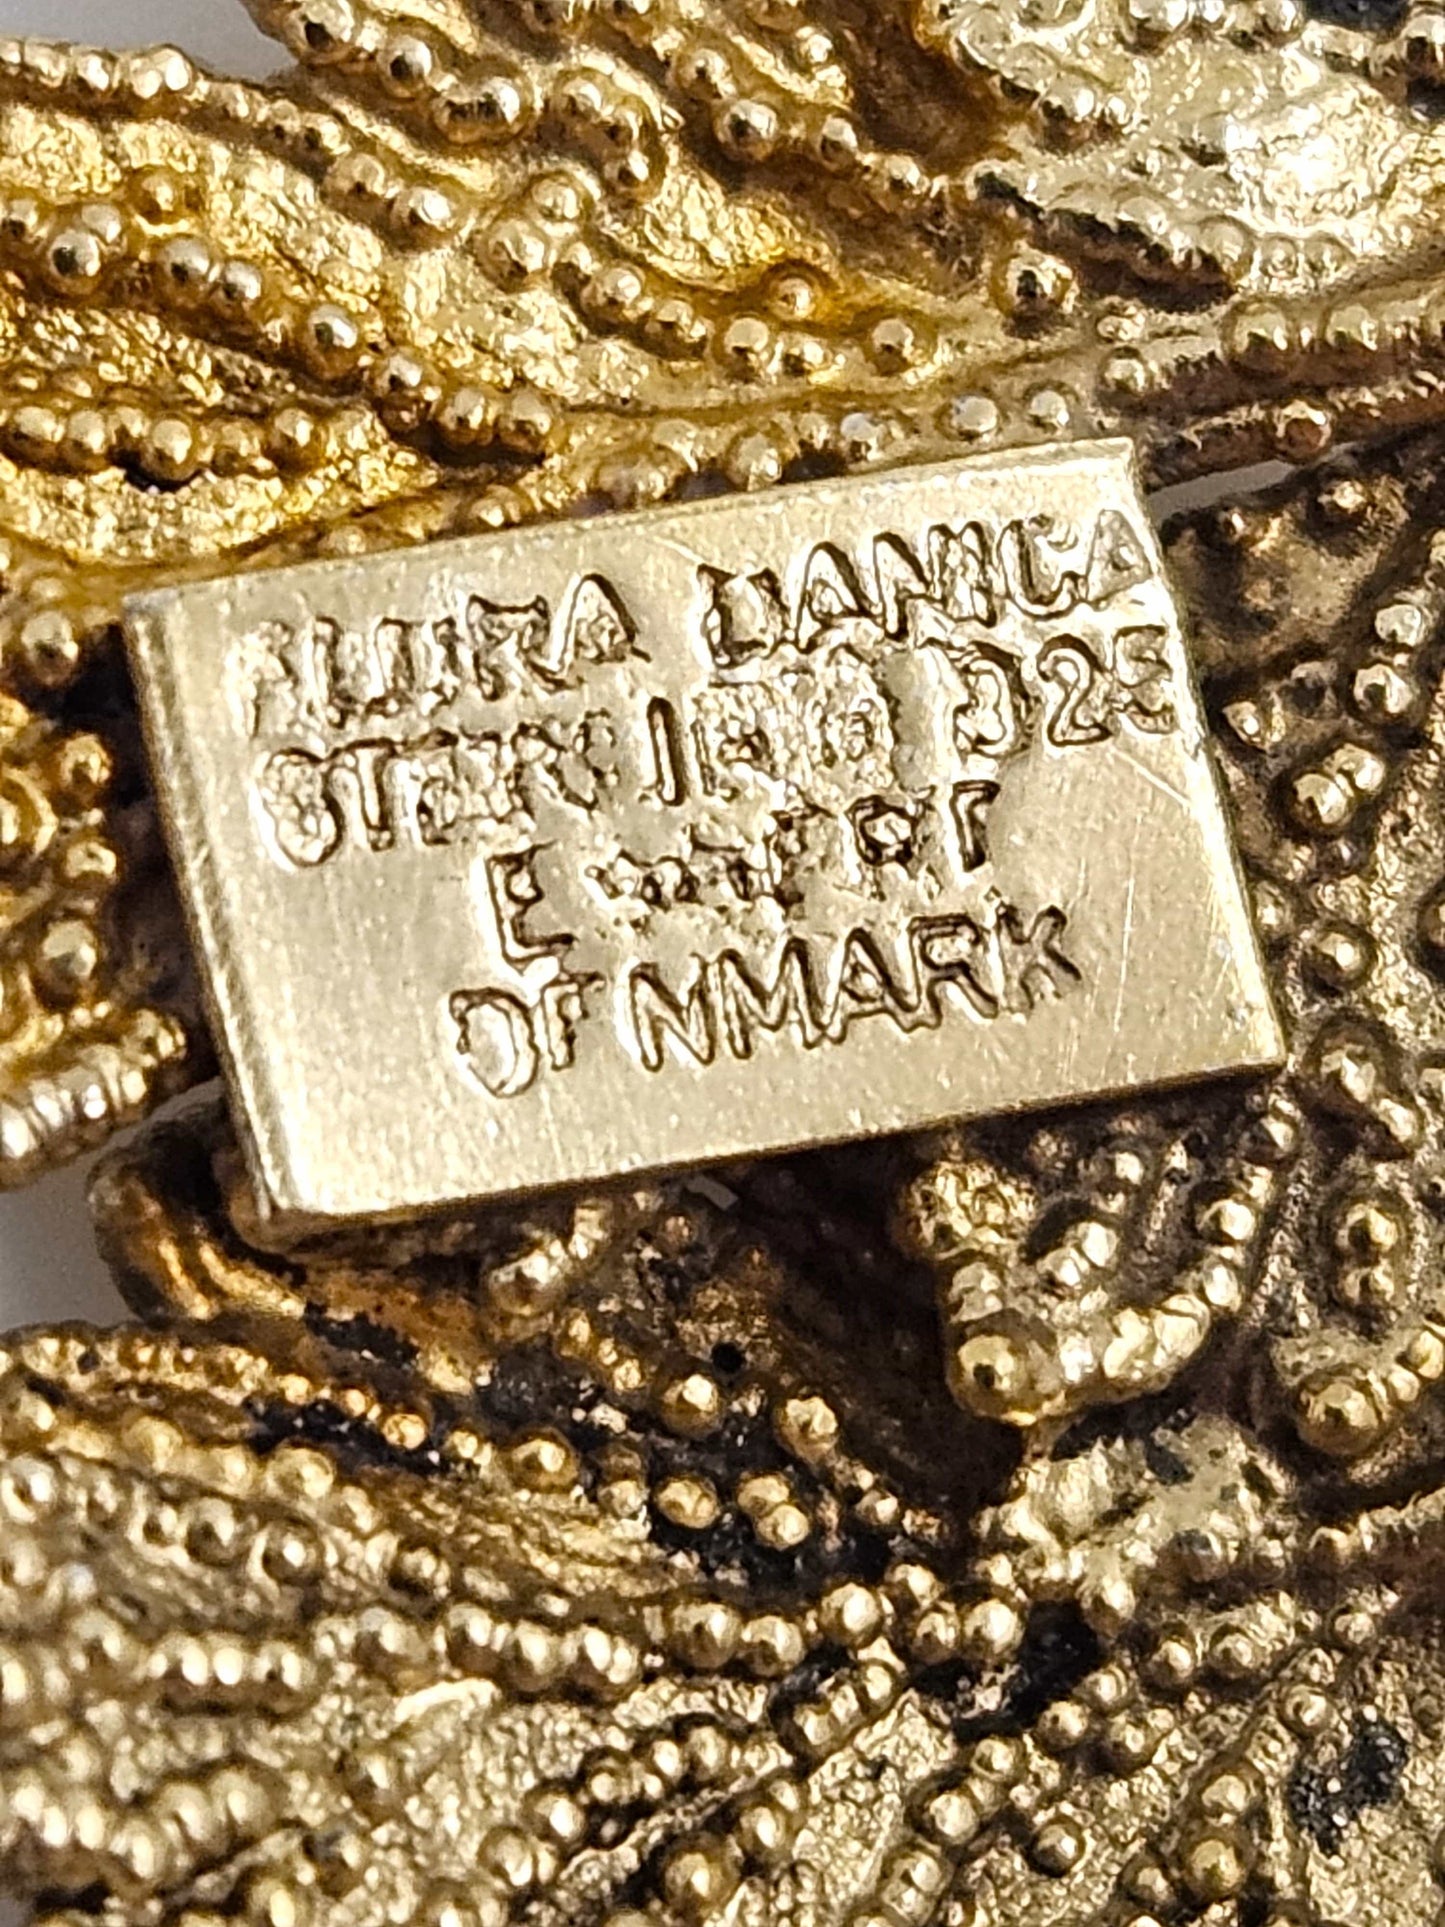 FLORA DANICA
STERLING 925
E
DENMARK